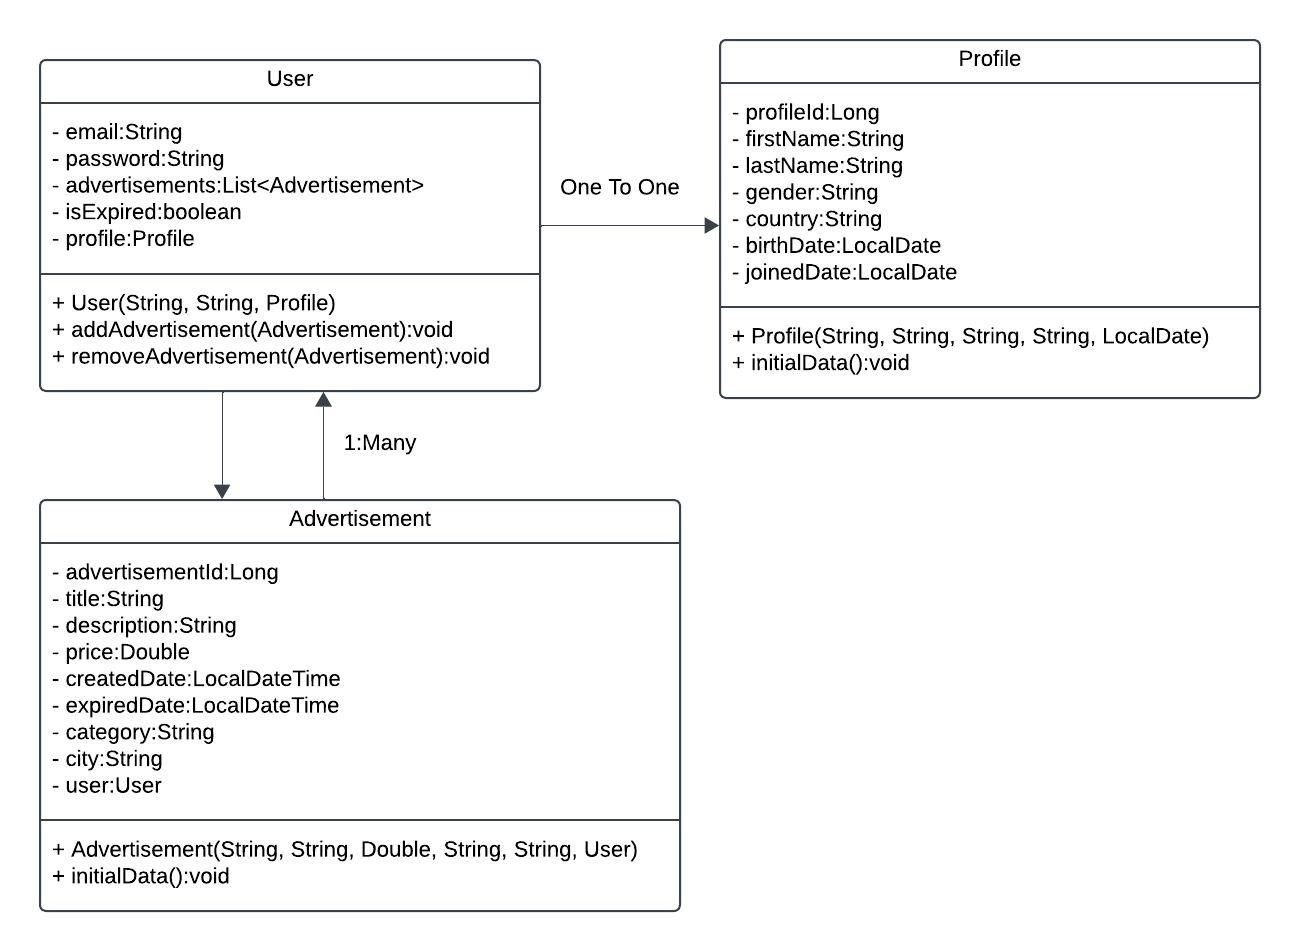 User
- email:String
- password:String
- advertisements:List<Advertisement>
- isExpired:boolean
- profile:Profile
+ User(String, String, Profile)
+ addAdvertisement(Advertisement):void
+ removeAdvertisement(Advertisement):void
One To One
Profile
- profileId:Long
- firstName:String
- lastName:String
- gender:String
- country:String
- birthDate:LocalDate
- joinedDate:LocalDate
+ Profile(String, String, String, String, LocalDate)
+ initialData():void
1:Many
Advertisement
- advertisementId:Long
- title:String
- description:String
- price:Double
- createdDate:LocalDateTime
- expiredDate:LocalDateTime
- category:String
- city:String
- user:User
+ Advertisement(String, String, Double, String, String, User)
+ initialData():void